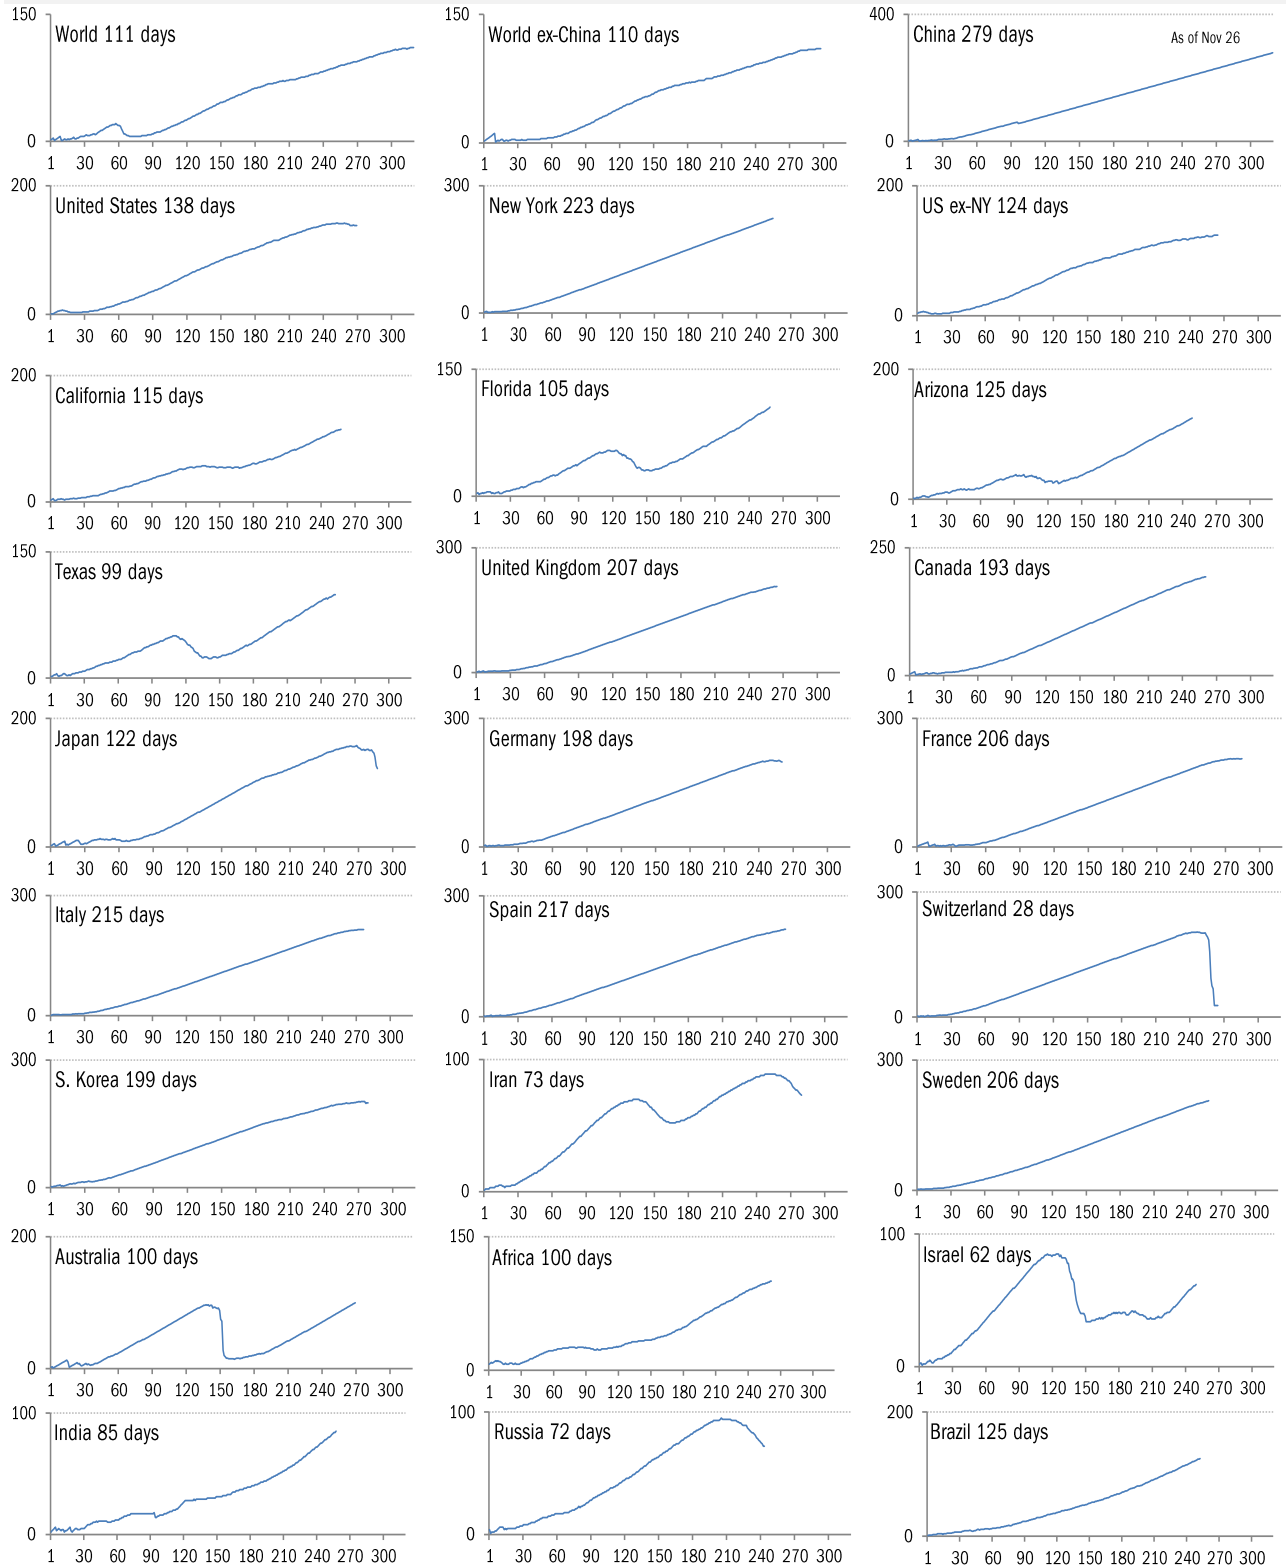 150
World 111 days
0
1 30 60 90 120 150 180 210 240 270 300
150
World ex-China 110 days
0
1 30 60 90 120 150 180 210 240 270 300
400
China 279 days
As of Nov 26
0
1 30 60 90 120 150 180 210 240 270 300
200
United States 138 days
0
1 30 60 90 120 150 180 210 240 270 300
300
New York 223 days
0
1 30 60 90 120 150 180 210 240 270 300
200
US ex-NY 124 days
0
1 30 60 90 120 150 180 210 240 270 300
200
California 115 days
0
1 30 60 90 120 150 180 210 240 270 300
150
Florida 105 days
0
1 30 60 90 120 150 180 210 240 270 300
200
Arizona 125 days
0
1 30 60 90 120 150 180 210 240 270 300
150
Texas 99 days
0
1 30 60 90 120 150 180 210 240 270 300
300
United Kingdom 207 days
0
1 30 60 90 120 150 180 210 240 270 300
250
Canada 193 days
0
1 30 60 90 120 150 180 210 240 270 300
200
Japan 122 days
0
1 30 60 90 120 150 180 210 240 270 300
300
Germany 198 days
0
1 30 60 90 120 150 180 210 240 270 300
300
France 206 days
0
1 30 60 90 120 150 180 210 240 270 300
300
Italy 215 days
0
1 30 60 90 120 150 180 210 240 270 300
300
Spain 217 days
0
1 30 60 90 120 150 180 210 240 270 300
300
Switzerland 28 days
0
1 30 60 90 120 150 180 210 240 270 300
300
S. Korea 199 days
0
1 30 60 90 120 150 180 210 240 270 300
100
Iran 73 days
0
1 30 60 90 120 150 180 210 240 270 300
300
Sweden 206 days
0
1 30 60 90 120 150 180 210 240 270 300
200
Australia 100 days
0
1 30 60 90 120 150 180 210 240 270 300
150
Africa 100 days
0
1 30 60 90 120 150 180 210 240 270 300
100
Israel 62 days
0
1 30 60 90 120 150 180 210 240 270 300
100
India 85 days
0
1 30 60 90 120 150 180 210 240 270 300
100
Russia 72 days
0
1 30 60 90 120 150 180 210 240 270 300
200
Brazil 125 days
0
1 30 60 90 120 150 180 210 240 270 300